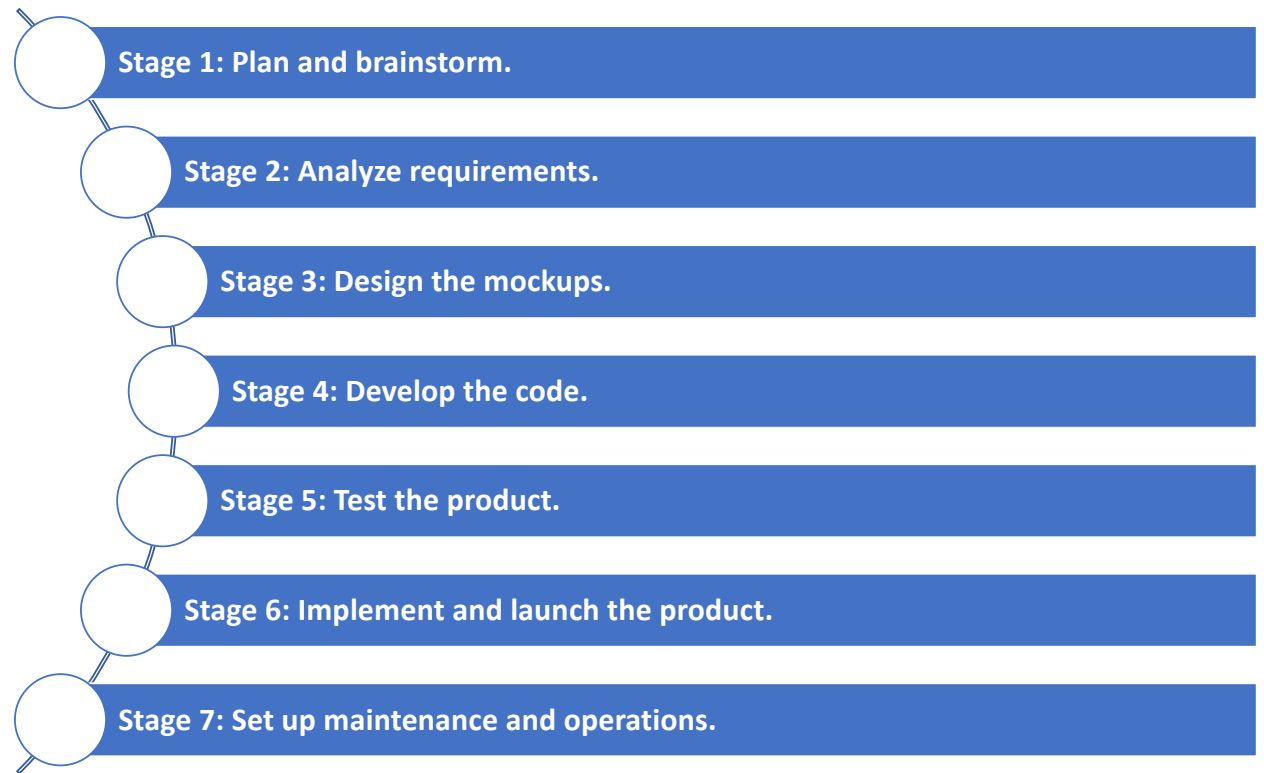 Stage 1: Plan and brainstorm.
Stage 2: Analyze requirements.
Stage 3: Design the mockups.
Stage 4: Develop the code.
Stage 5: Test the product.
Stage 6: Implement and launch the product.
Stage 7: Set up maintenance and operations.